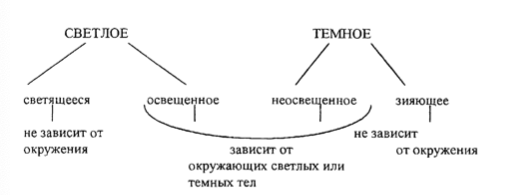 СВЕТЛОЕ ТЕМНОЕ
светящееся освещенное неосвещенное зияющее
не зависит от окружения
зависит от окружающих светлых или темных тел
не зависит от окружения